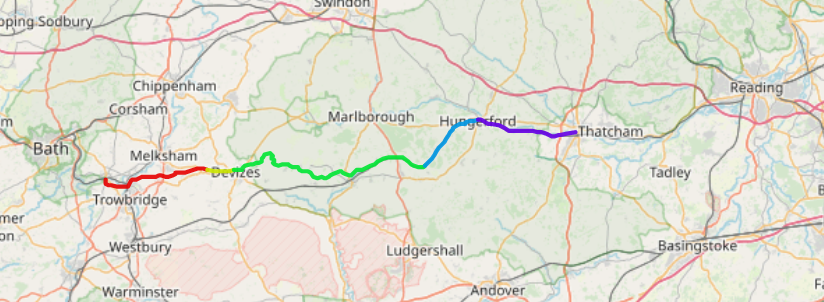 Swindon
pping Sodbury
Chippenham
Reading
Corsham
Marlborough
Hungerford
m
Bath
Thatcham
Melksham
Devizes
Tadley
Trowbridge
mer
on
Westbury
Basingstoke
Ludgershall
Warminster
Andover
Fa